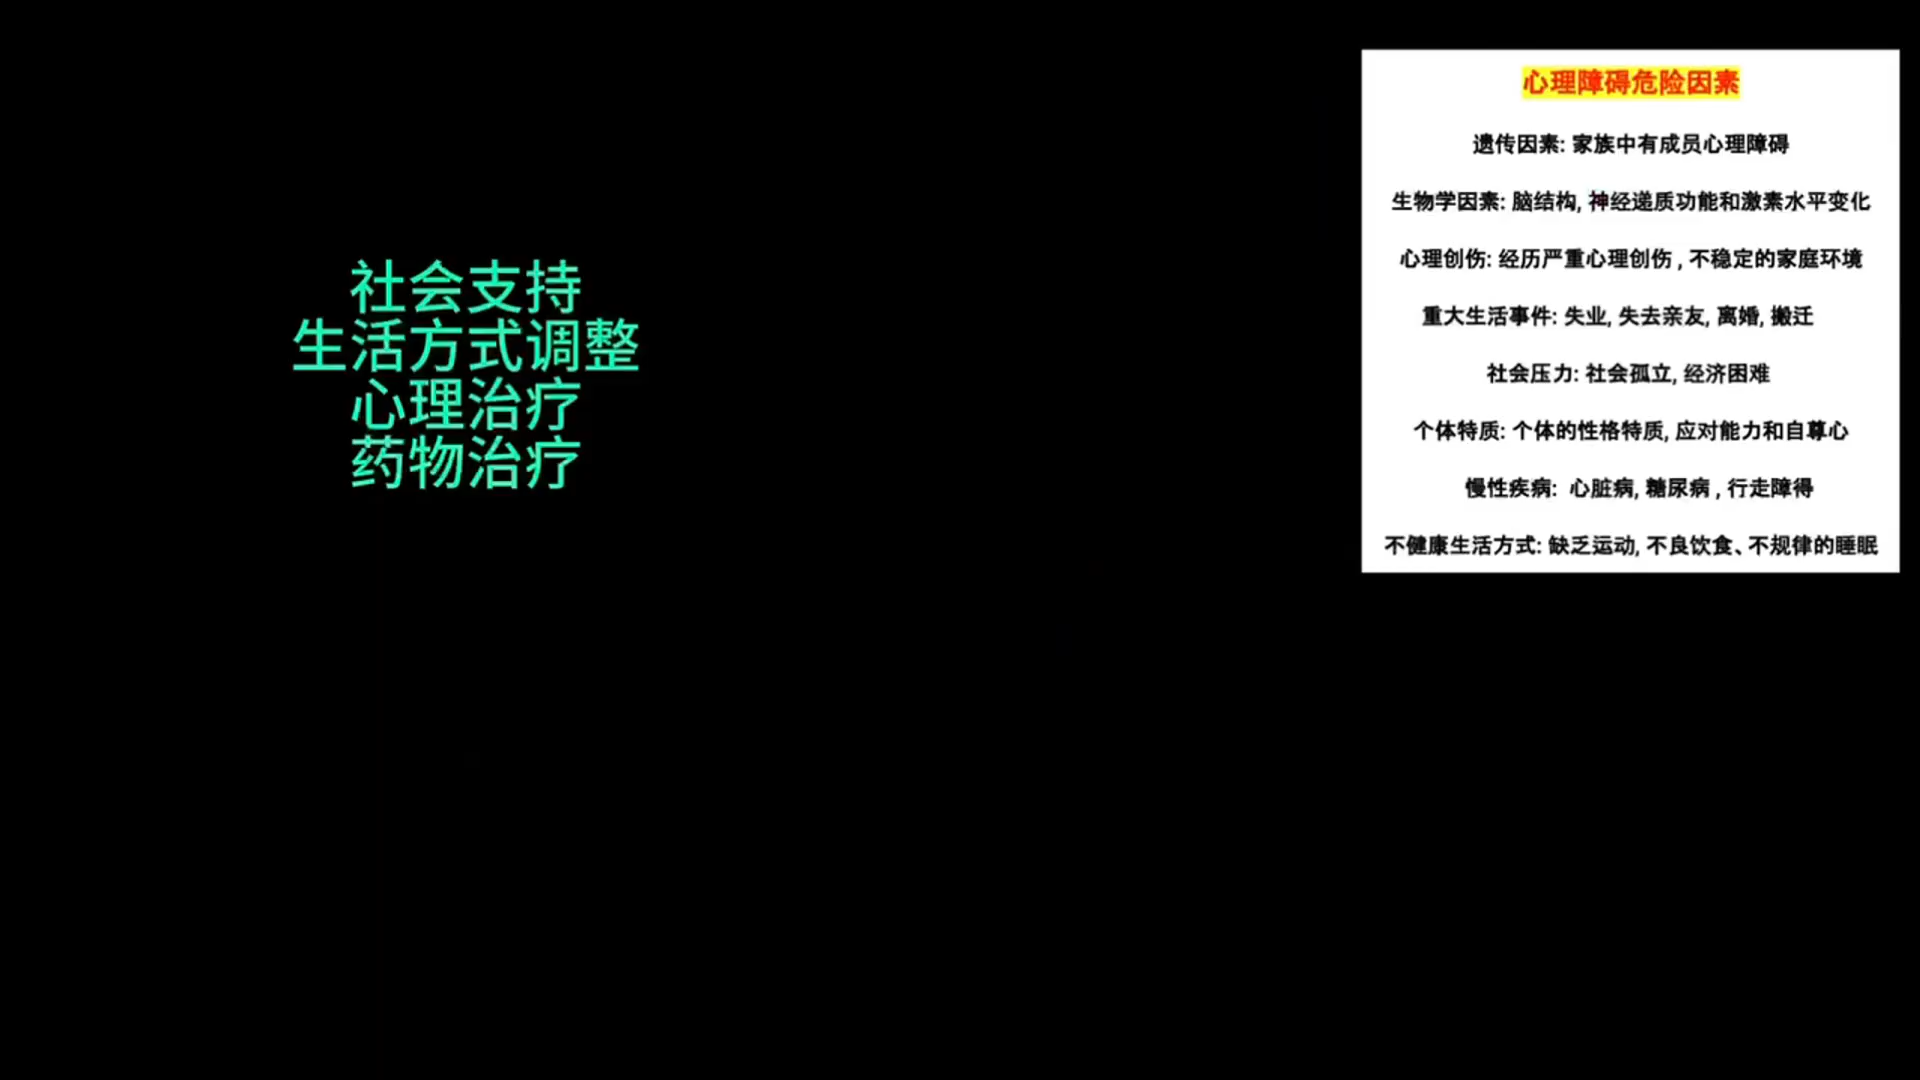 社会支持
生活方式调整
心理治疗
药物治疗
心理障碍危险因素
遗传因素: 家族中有成员心理障碍
生物学因素: 脑结构, 神经递质功能和激素水平变化
心理创伤: 经历严重心理创伤 , 不稳定的家庭环境
重大生活事件: 失业, 失去亲友, 离婚, 搬迁
社会压力: 社会孤立, 经济困难
个体特质: 个体的性格特质, 应对能力和自尊心
慢性疾病: 心脏病, 糖尿病 , 行走障得
不健康生活方式: 缺乏运动, 不良饮食、不规律的睡眠